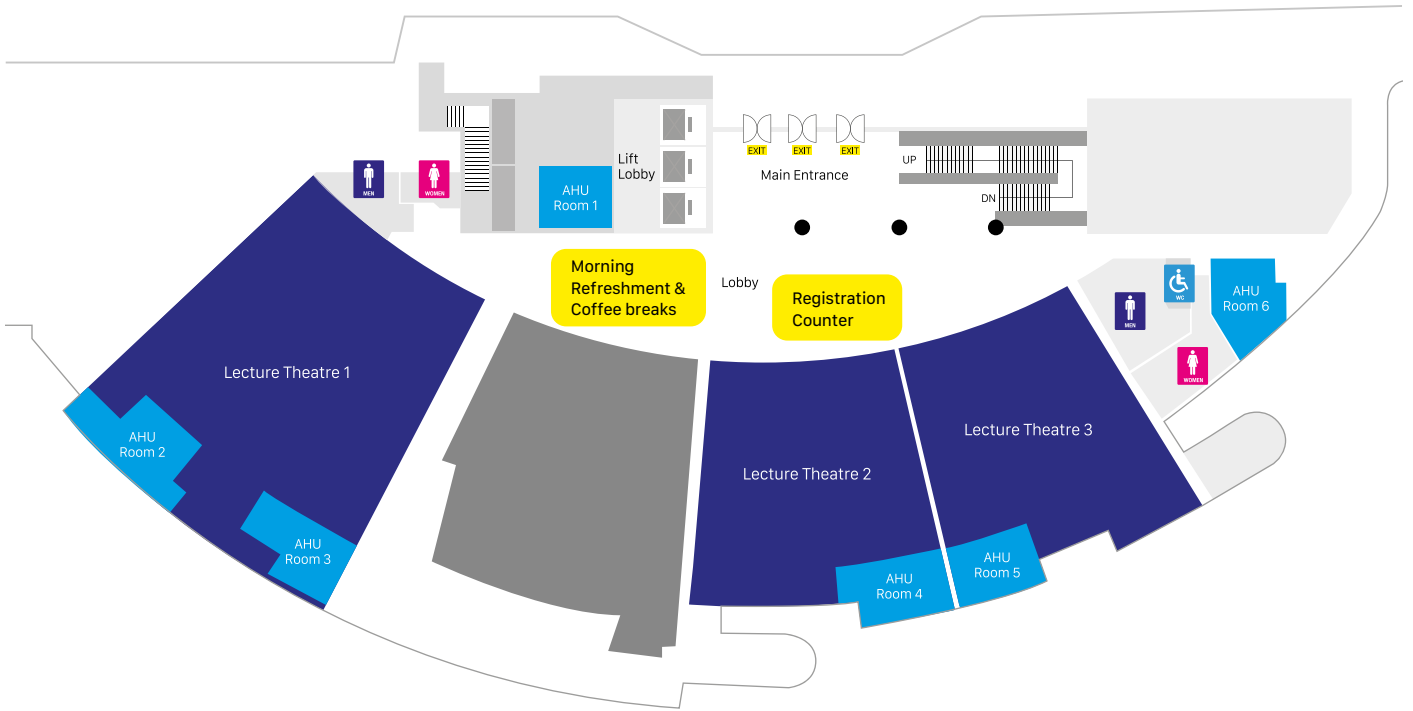 EXIT
EXIT
EXIT
Lift
Lobby
UP
Main Entrance
MEN
WOMEN
AHU
Room 1
DN
Morning
Refreshment &
Coffee breaks
Lobby
Registration
Counter
WC
AHU
Room 6
MEN
WOMEN
Lecture Theatre 1
Lecture Theatre 3
AHU
Room 2
Lecture Theatre 2
AHU
Room 3
AHU
Room 4
AHU
Room 5